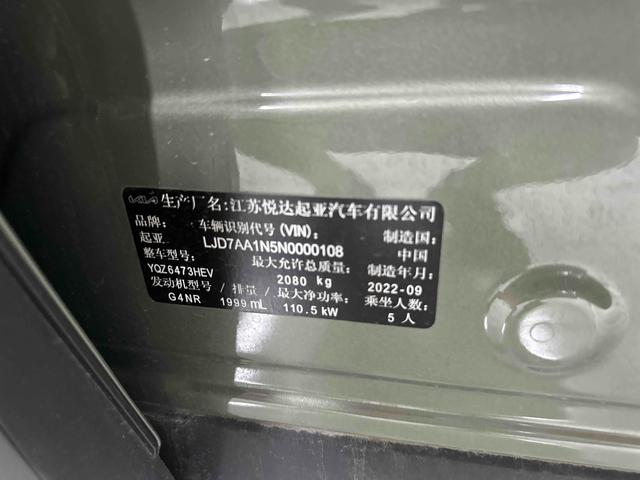 KIA 生产厂名:江苏悦达起亚汽车有限公司
品牌: 车辆识别代号(VIN): 制造国:
起亚 LJD7AA1N5N0000108 中国
整车型号: 最大允许总质量: 制造年月:
YQZ6473HEV 2080 kg 2022-09
发动机型号/排量/最大净功率: 乘坐人数:
G4NR 1999 mL 110.5 kW 5 人